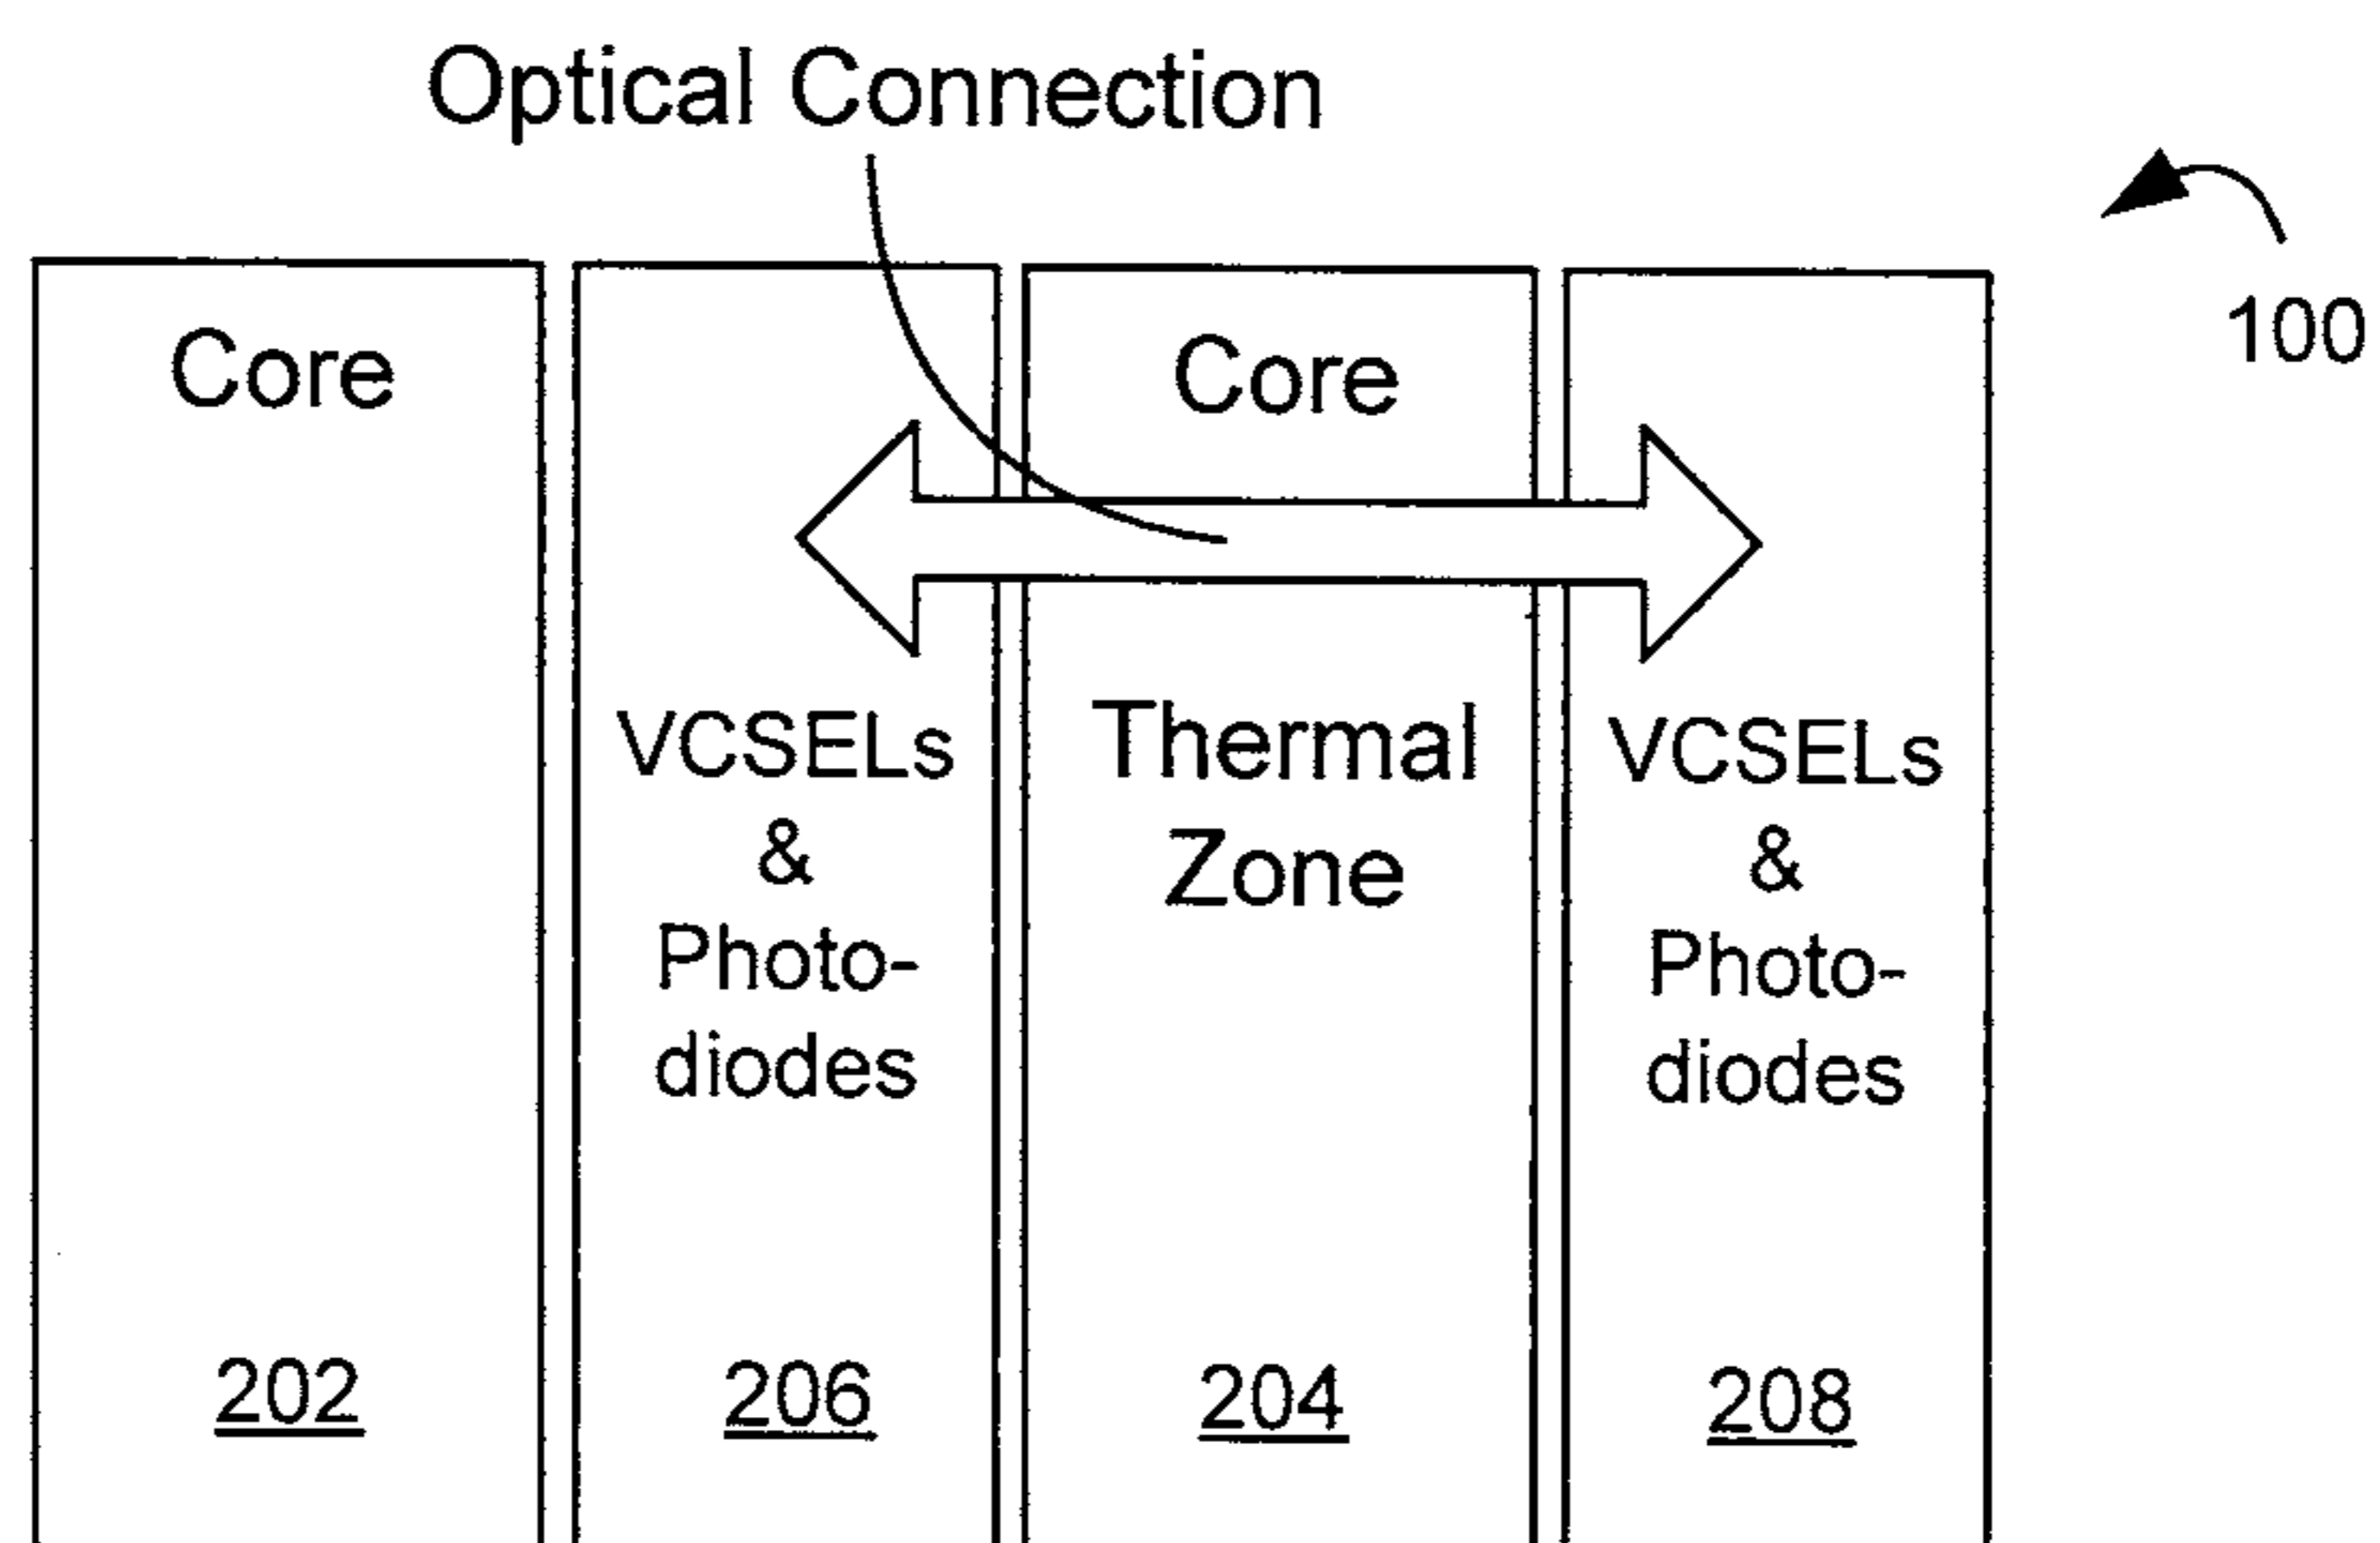 Optical Connection
100
Core
Core
VCSELs
&
Photo-
diodes
Thermal
Zone
VCSELs
&
Photo-
diodes
202
206
204
208